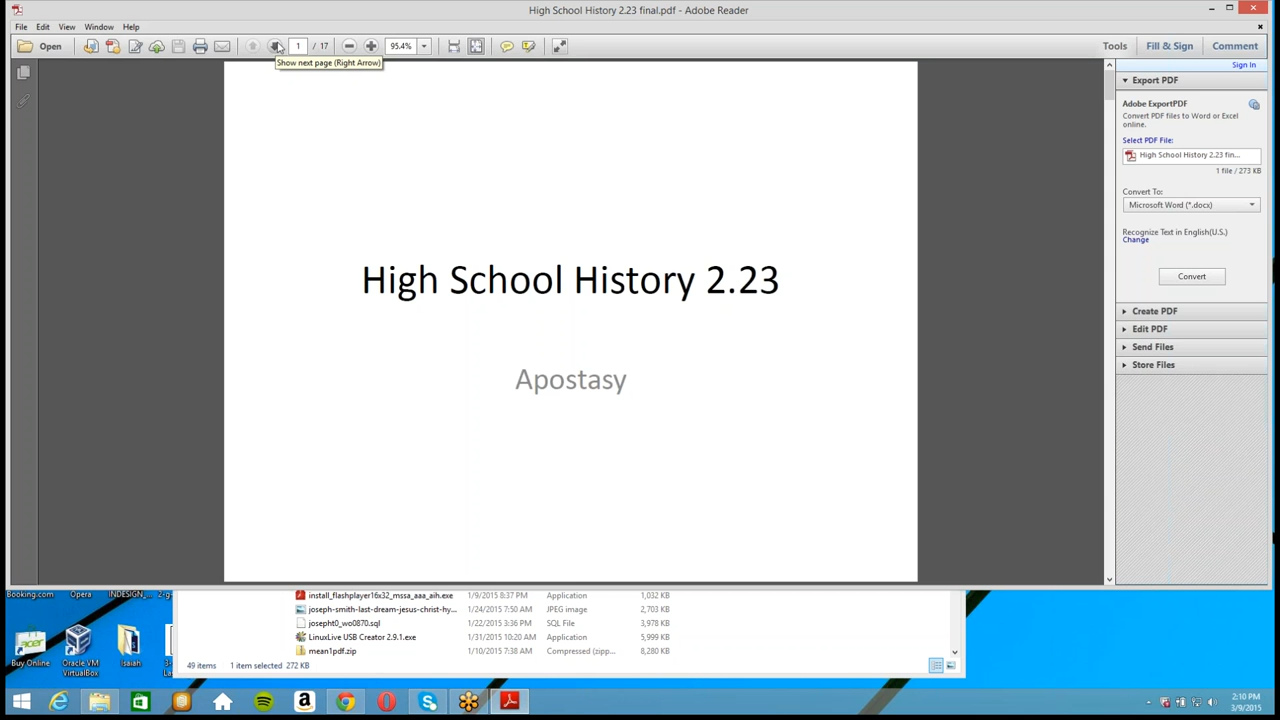 High School History 2.23 final.pdf - Adobe Reader
File Edit View Window Help
Open 1 / 17 95.4% Tools Fill & Sign Comment
Show next page (Right Arrow)
Sign In
Export PDF
Adobe ExportPDF
Convert PDF files to Word or Excel
online.
Select PDF File:
High School History 2.23 fin...
1 file / 273 KB
Convert To:
Microsoft Word (*.docx)
Recognize Text in English(U.S.)
Change
Convert
Create PDF
Edit PDF
Send Files
Store Files
High School History 2.23
Apostasy
Booking.com Opera INDESIGN_...
install_flashplayer16x32_mssa_aaa_aih.exe 1/9/2015 8:37 PM Application 1,032 KB
joseph-smith-last-dream-jesus-christ-hy... 1/24/2015 7:50 AM JPEG image 2,703 KB
josepht0_wo0870.sql 1/22/2015 3:36 PM SQL File 3,978 KB
LinuxLive USB Creator 2.9.1.exe 1/31/2015 10:20 AM Application 5,999 KB
mean1pdf.zip 1/10/2015 7:38 AM Compressed (zipp... 8,280 KB
Buy Online Oracle VM VirtualBox isaian
49 items 1 item selected 272 KB
2:10 PM
3/9/2015